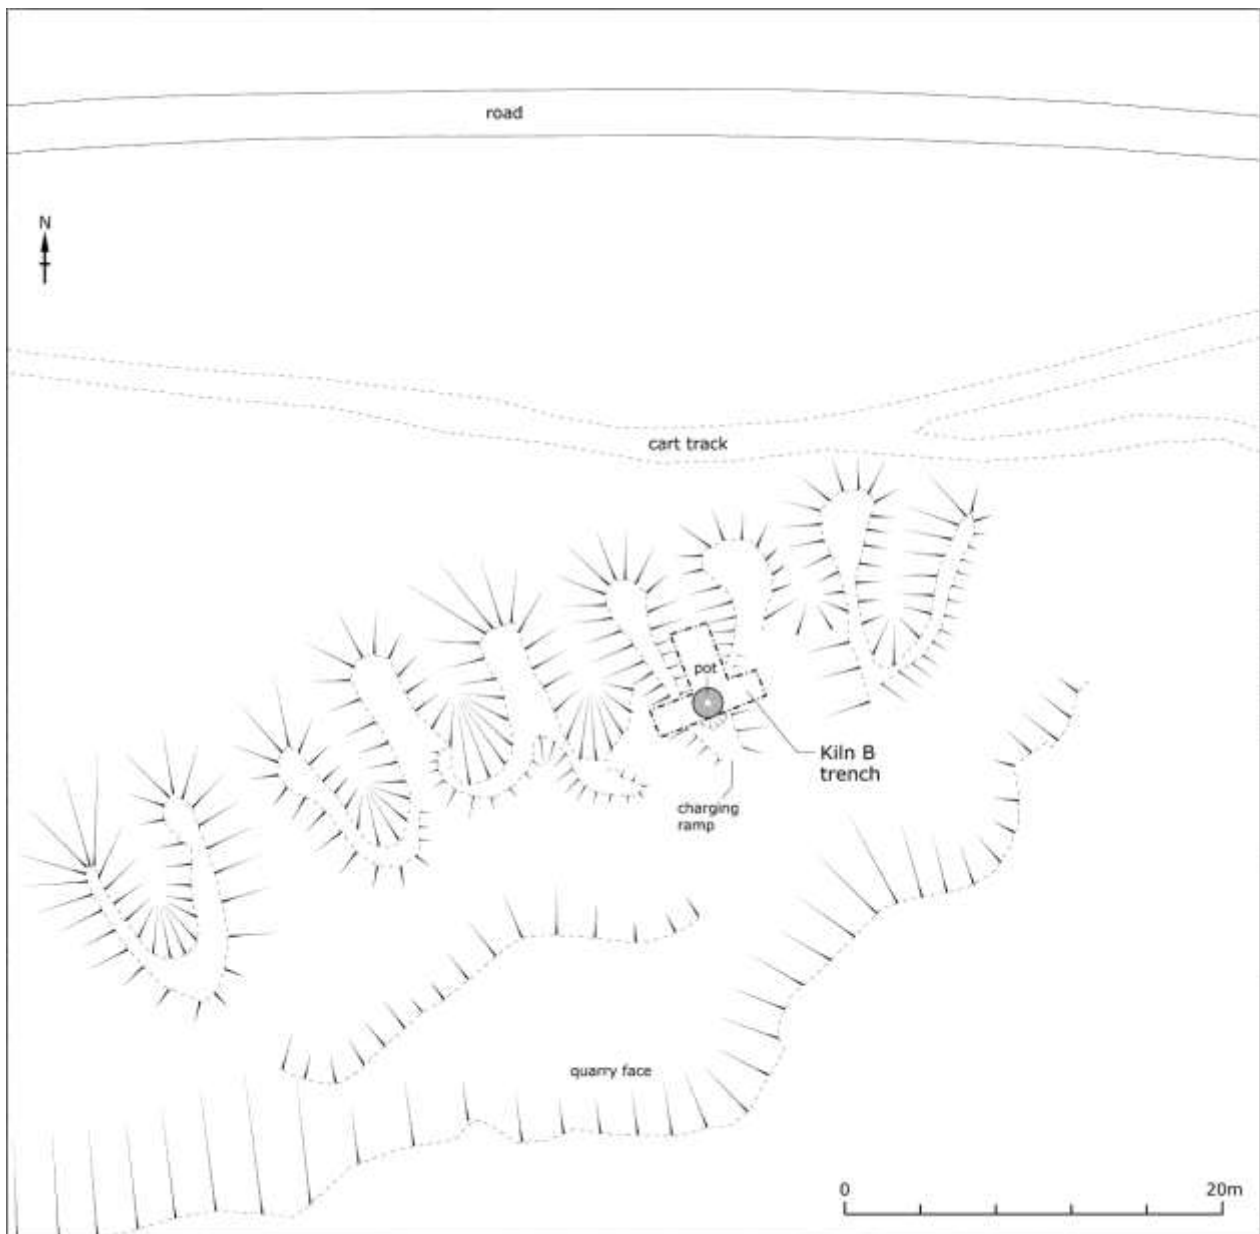 road
N
cart track
pot
Kiln B
trench
charging
ramp
quarry face
0 20m